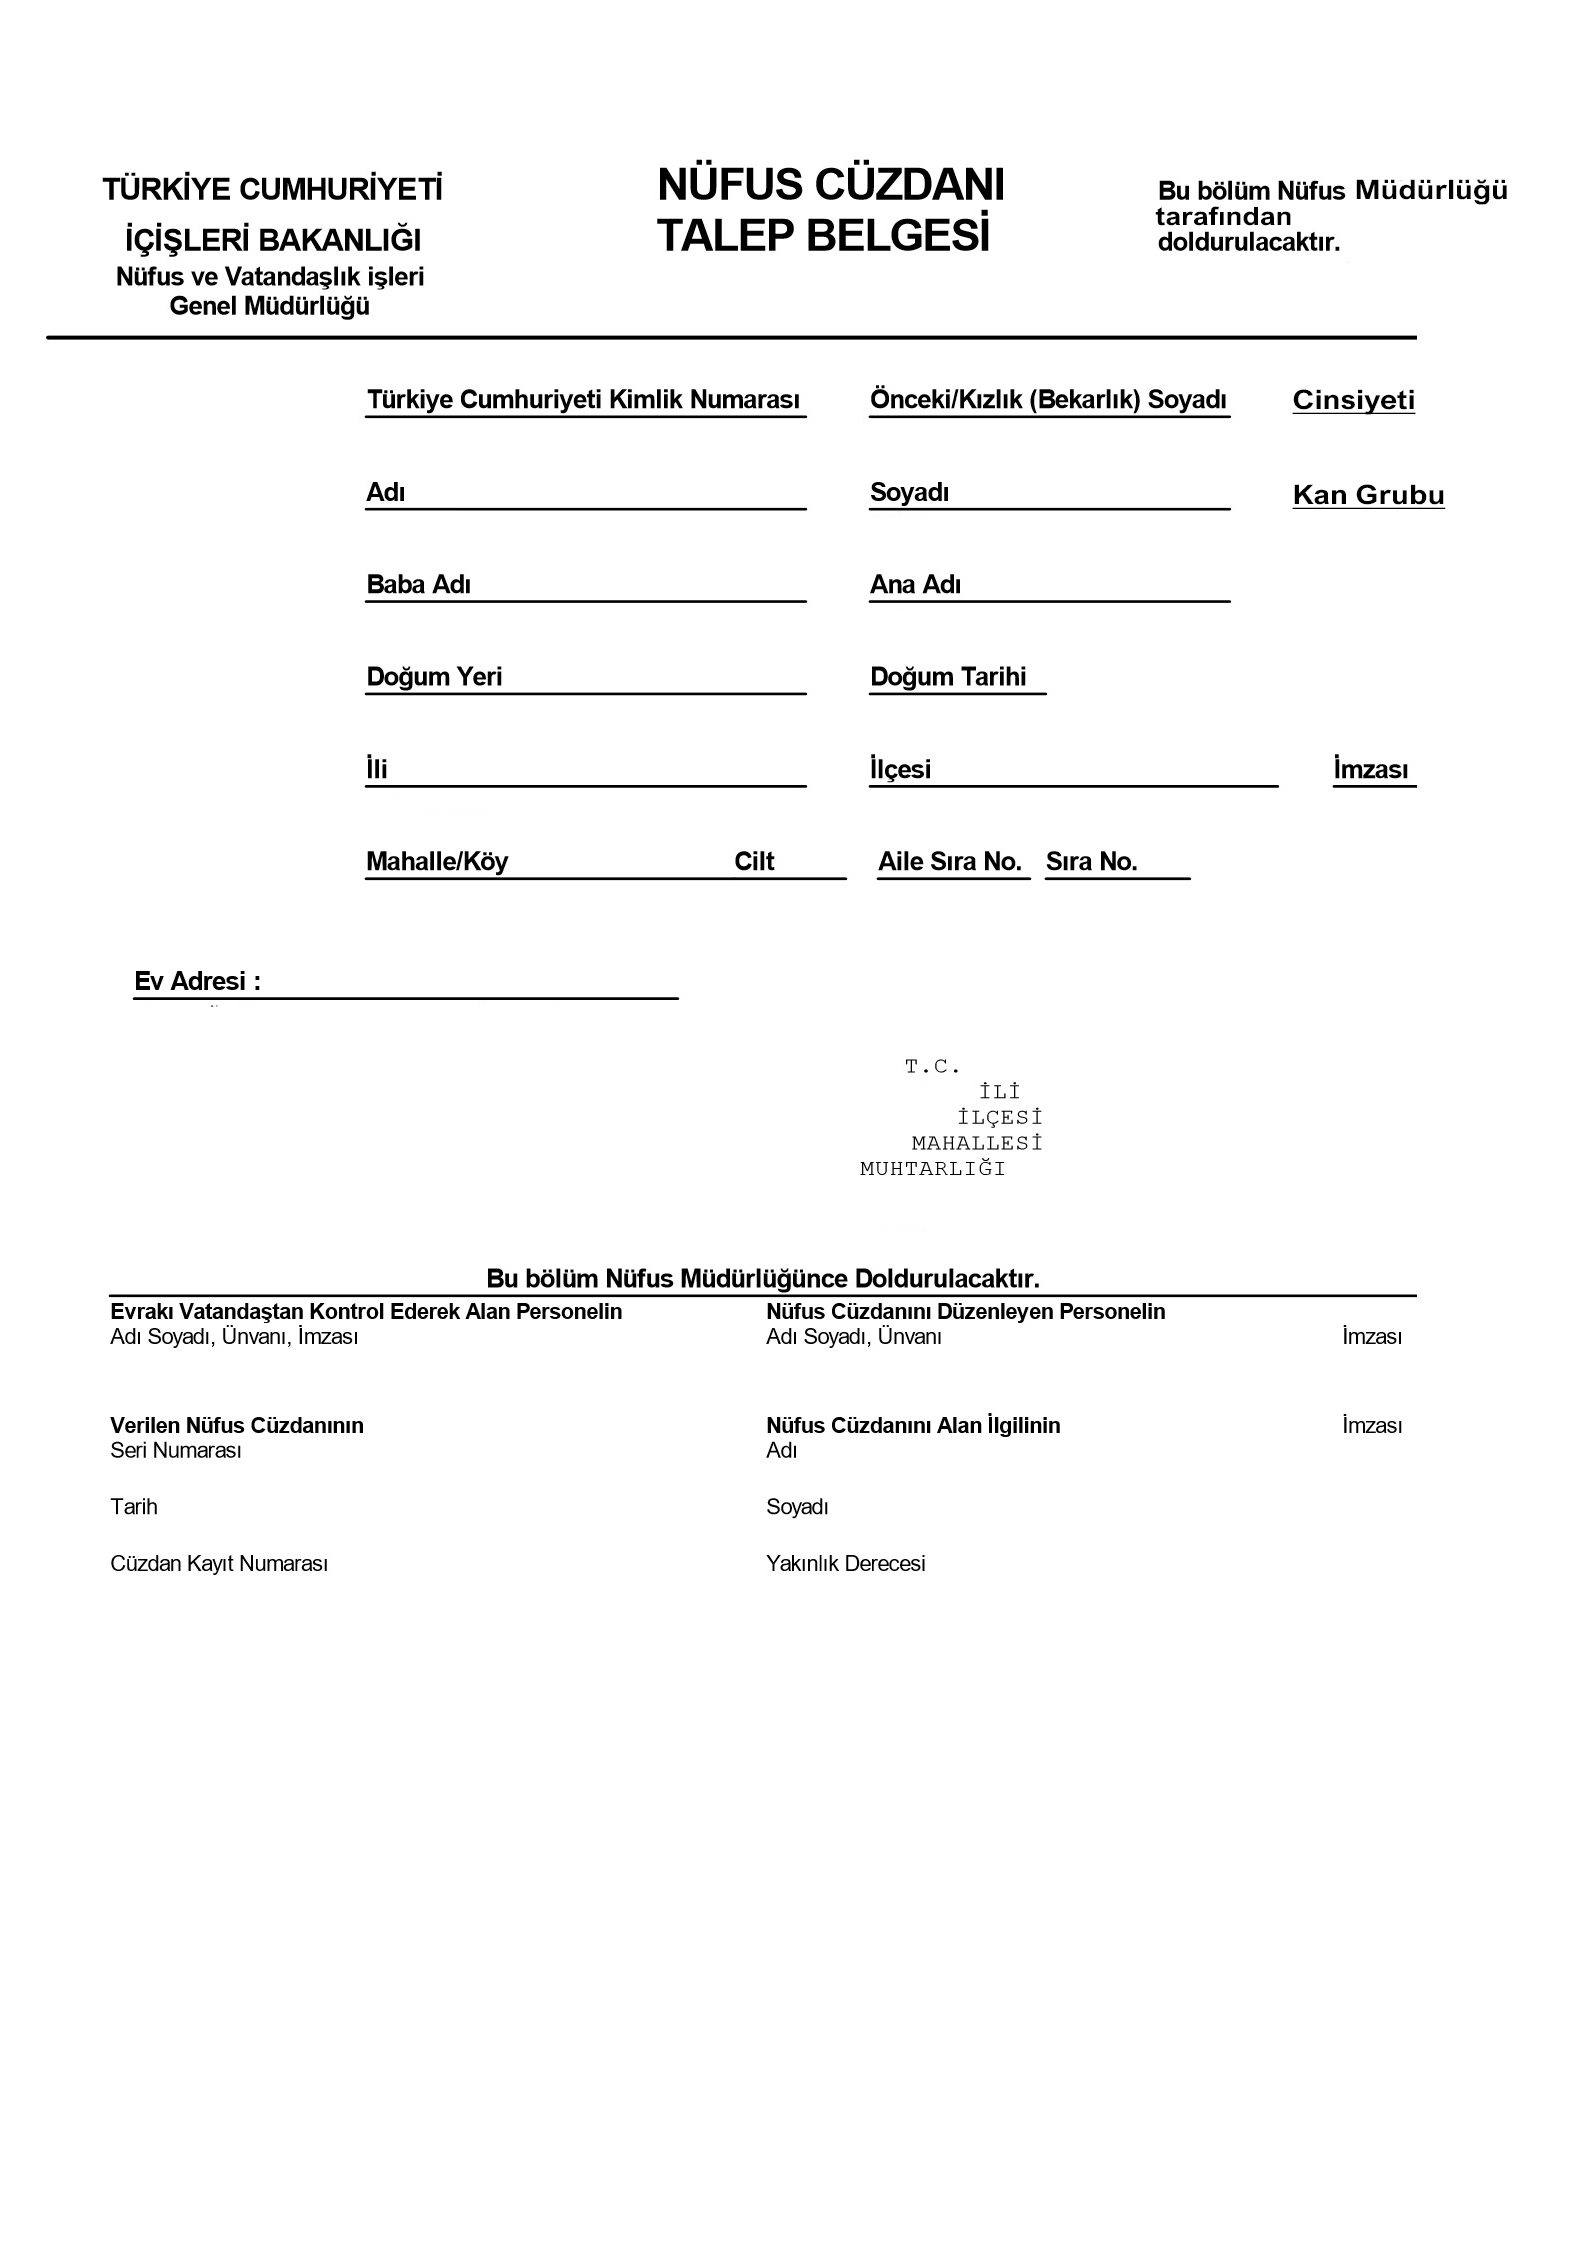 TÜRKİYE CUMHURİYETİ
İÇİŞLERİ BAKANLIĞI
Nüfus ve Vatandaşlık işleri
Genel Müdürlüğü
NÜFUS CÜZDANI
TALEP BELGESİ
Bu bölüm Nüfus Müdürlüğü
tarafından
doldurulacaktır.
Türkiye Cumhuriyeti Kimlik Numarası Önceki/Kızlık (Bekarlık) Soyadı Cinsiyeti
Adı Soyadı Kan Grubu
Baba Adı Ana Adı
Doğum Yeri Doğum Tarihi
İli İlçesi İmzası
Mahalle/Köy Cilt Aile Sıra No. Sıra No.
Ev Adresi :
T.C.
İLİ
İLÇESİ
MAHALLESİ
MUHTARLIĞI
Bu bölüm Nüfus Müdürlüğünce Doldurulacaktır.
Evrakı Vatandaştan Kontrol Ederek Alan Personelin Nüfus Cüzdanını Düzenleyen Personelin
Adı Soyadı, Ünvanı, İmzası Adı Soyadı, Ünvanı İmzası
Verilen Nüfus Cüzdanının Nüfus Cüzdanını Alan İlgilinin İmzası
Seri Numarası Adı
Tarih Soyadı
Cüzdan Kayıt Numarası Yakınlık Derecesi